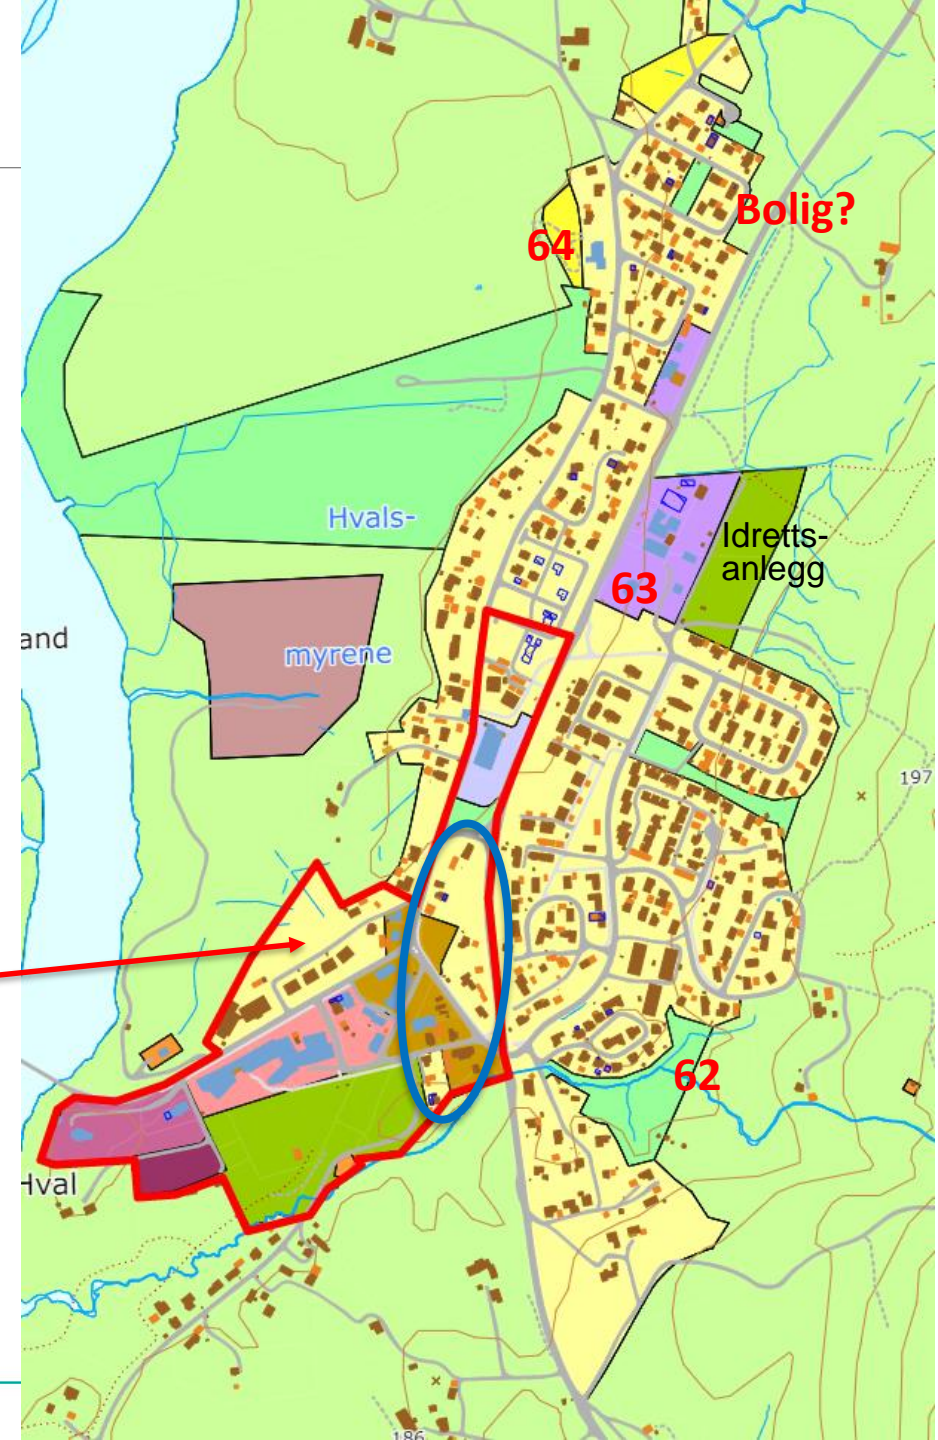 Bolig?
64
Hvals-
Idretts-
anlegg
63
and
myrene
197
62
Hval
186